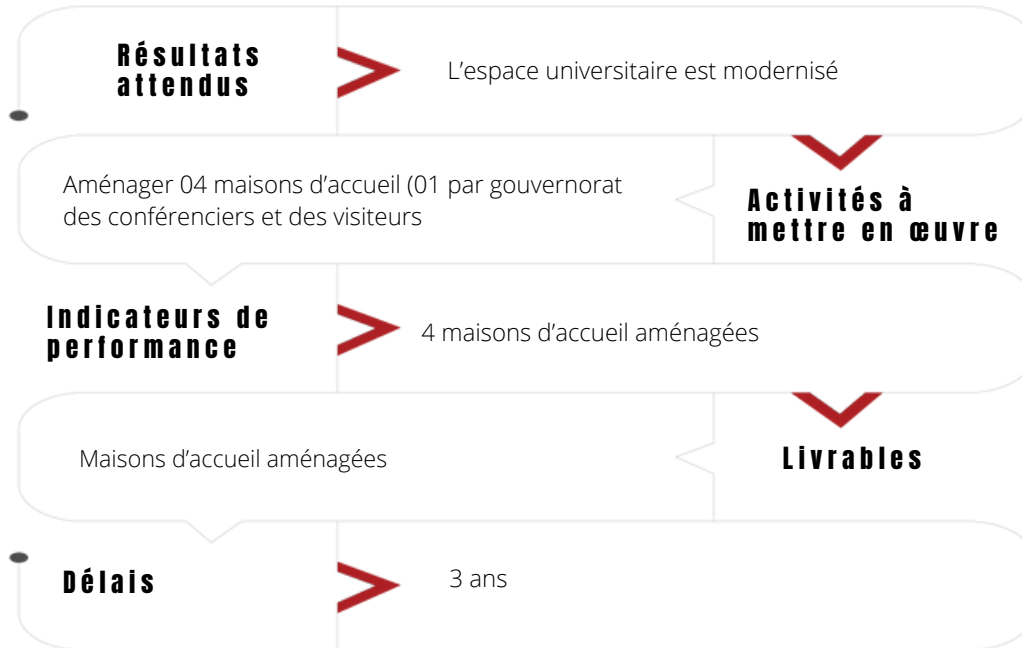 Résultats
attendus
L'espace universitaire est modernisé
Activités à
mettre en œuvre
Aménager 04 maisons d'accueil (01 par gouvernorat
des conférenciers et des visiteurs
Indicateurs de
performance
4 maisons d'accueil aménagées
Livrables
Maisons d'accueil aménagées
Délais
3 ans